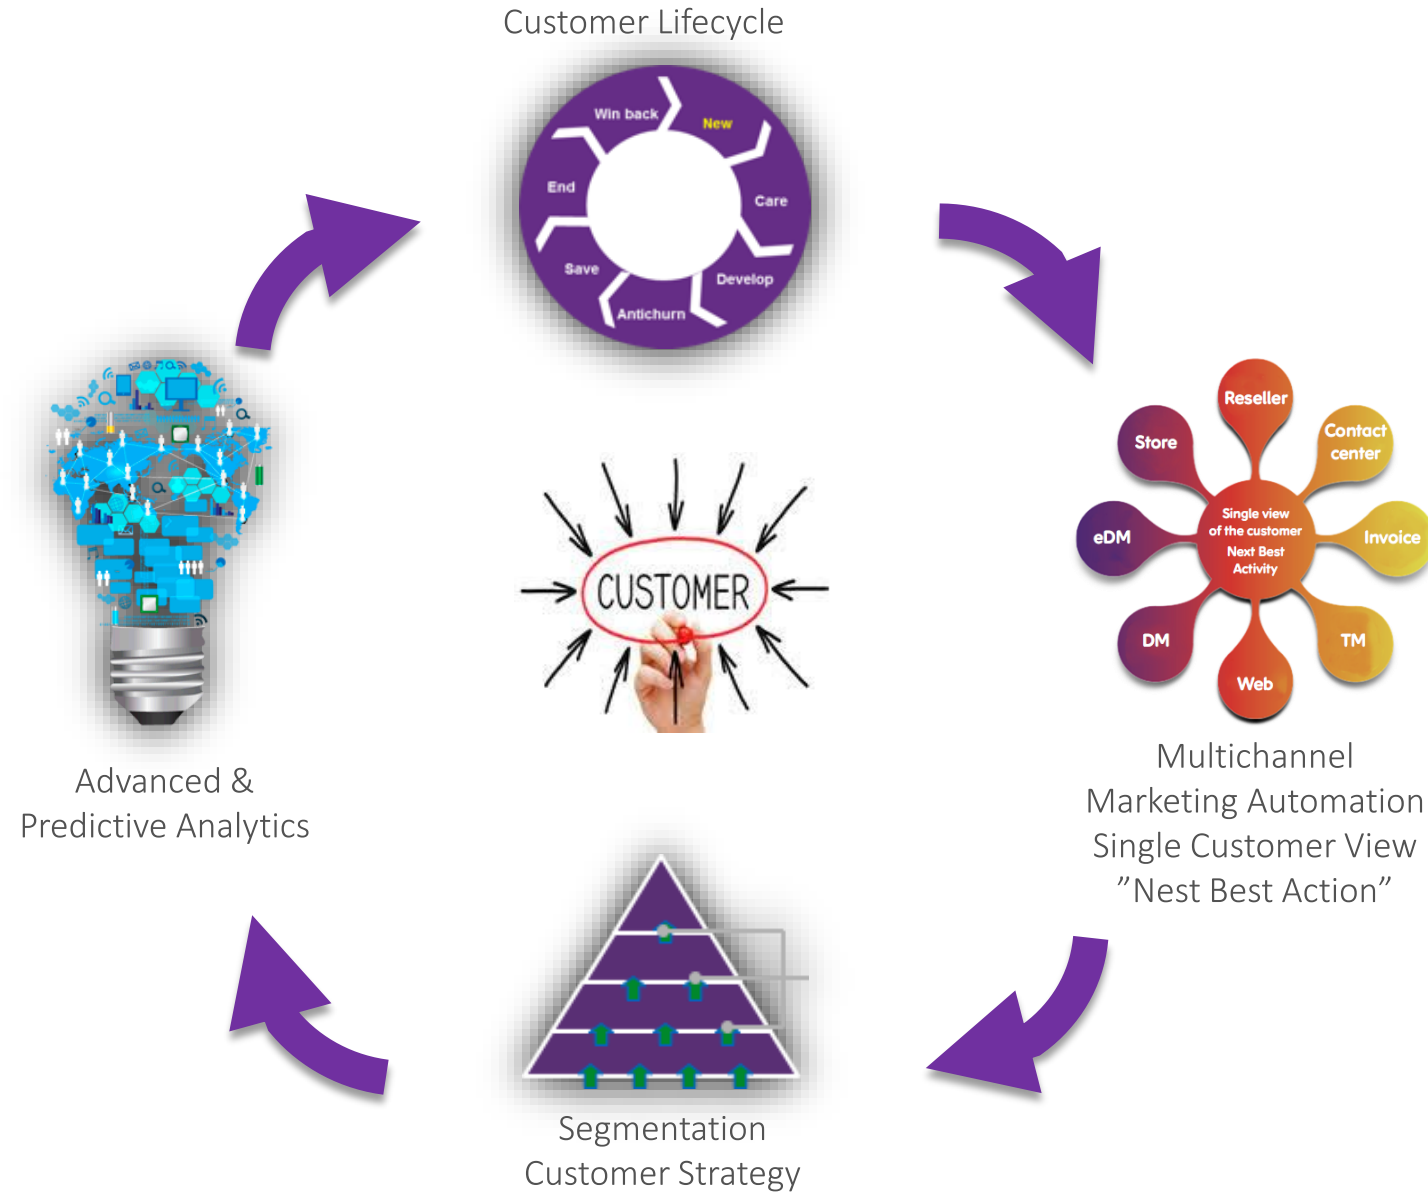 Customer Lifecycle
Win back
New
End
Care
Save
Develop
Antichurn
Reseller
Store
Contact
center
Single view
of the customer
Next Best
Activity
eDM
Invoice
DM
TM
Web
CUSTOMER
Advanced &
Predictive Analytics
Multichannel
Marketing Automation
Single Customer View
”Nest Best Action”
Segmentation
Customer Strategy